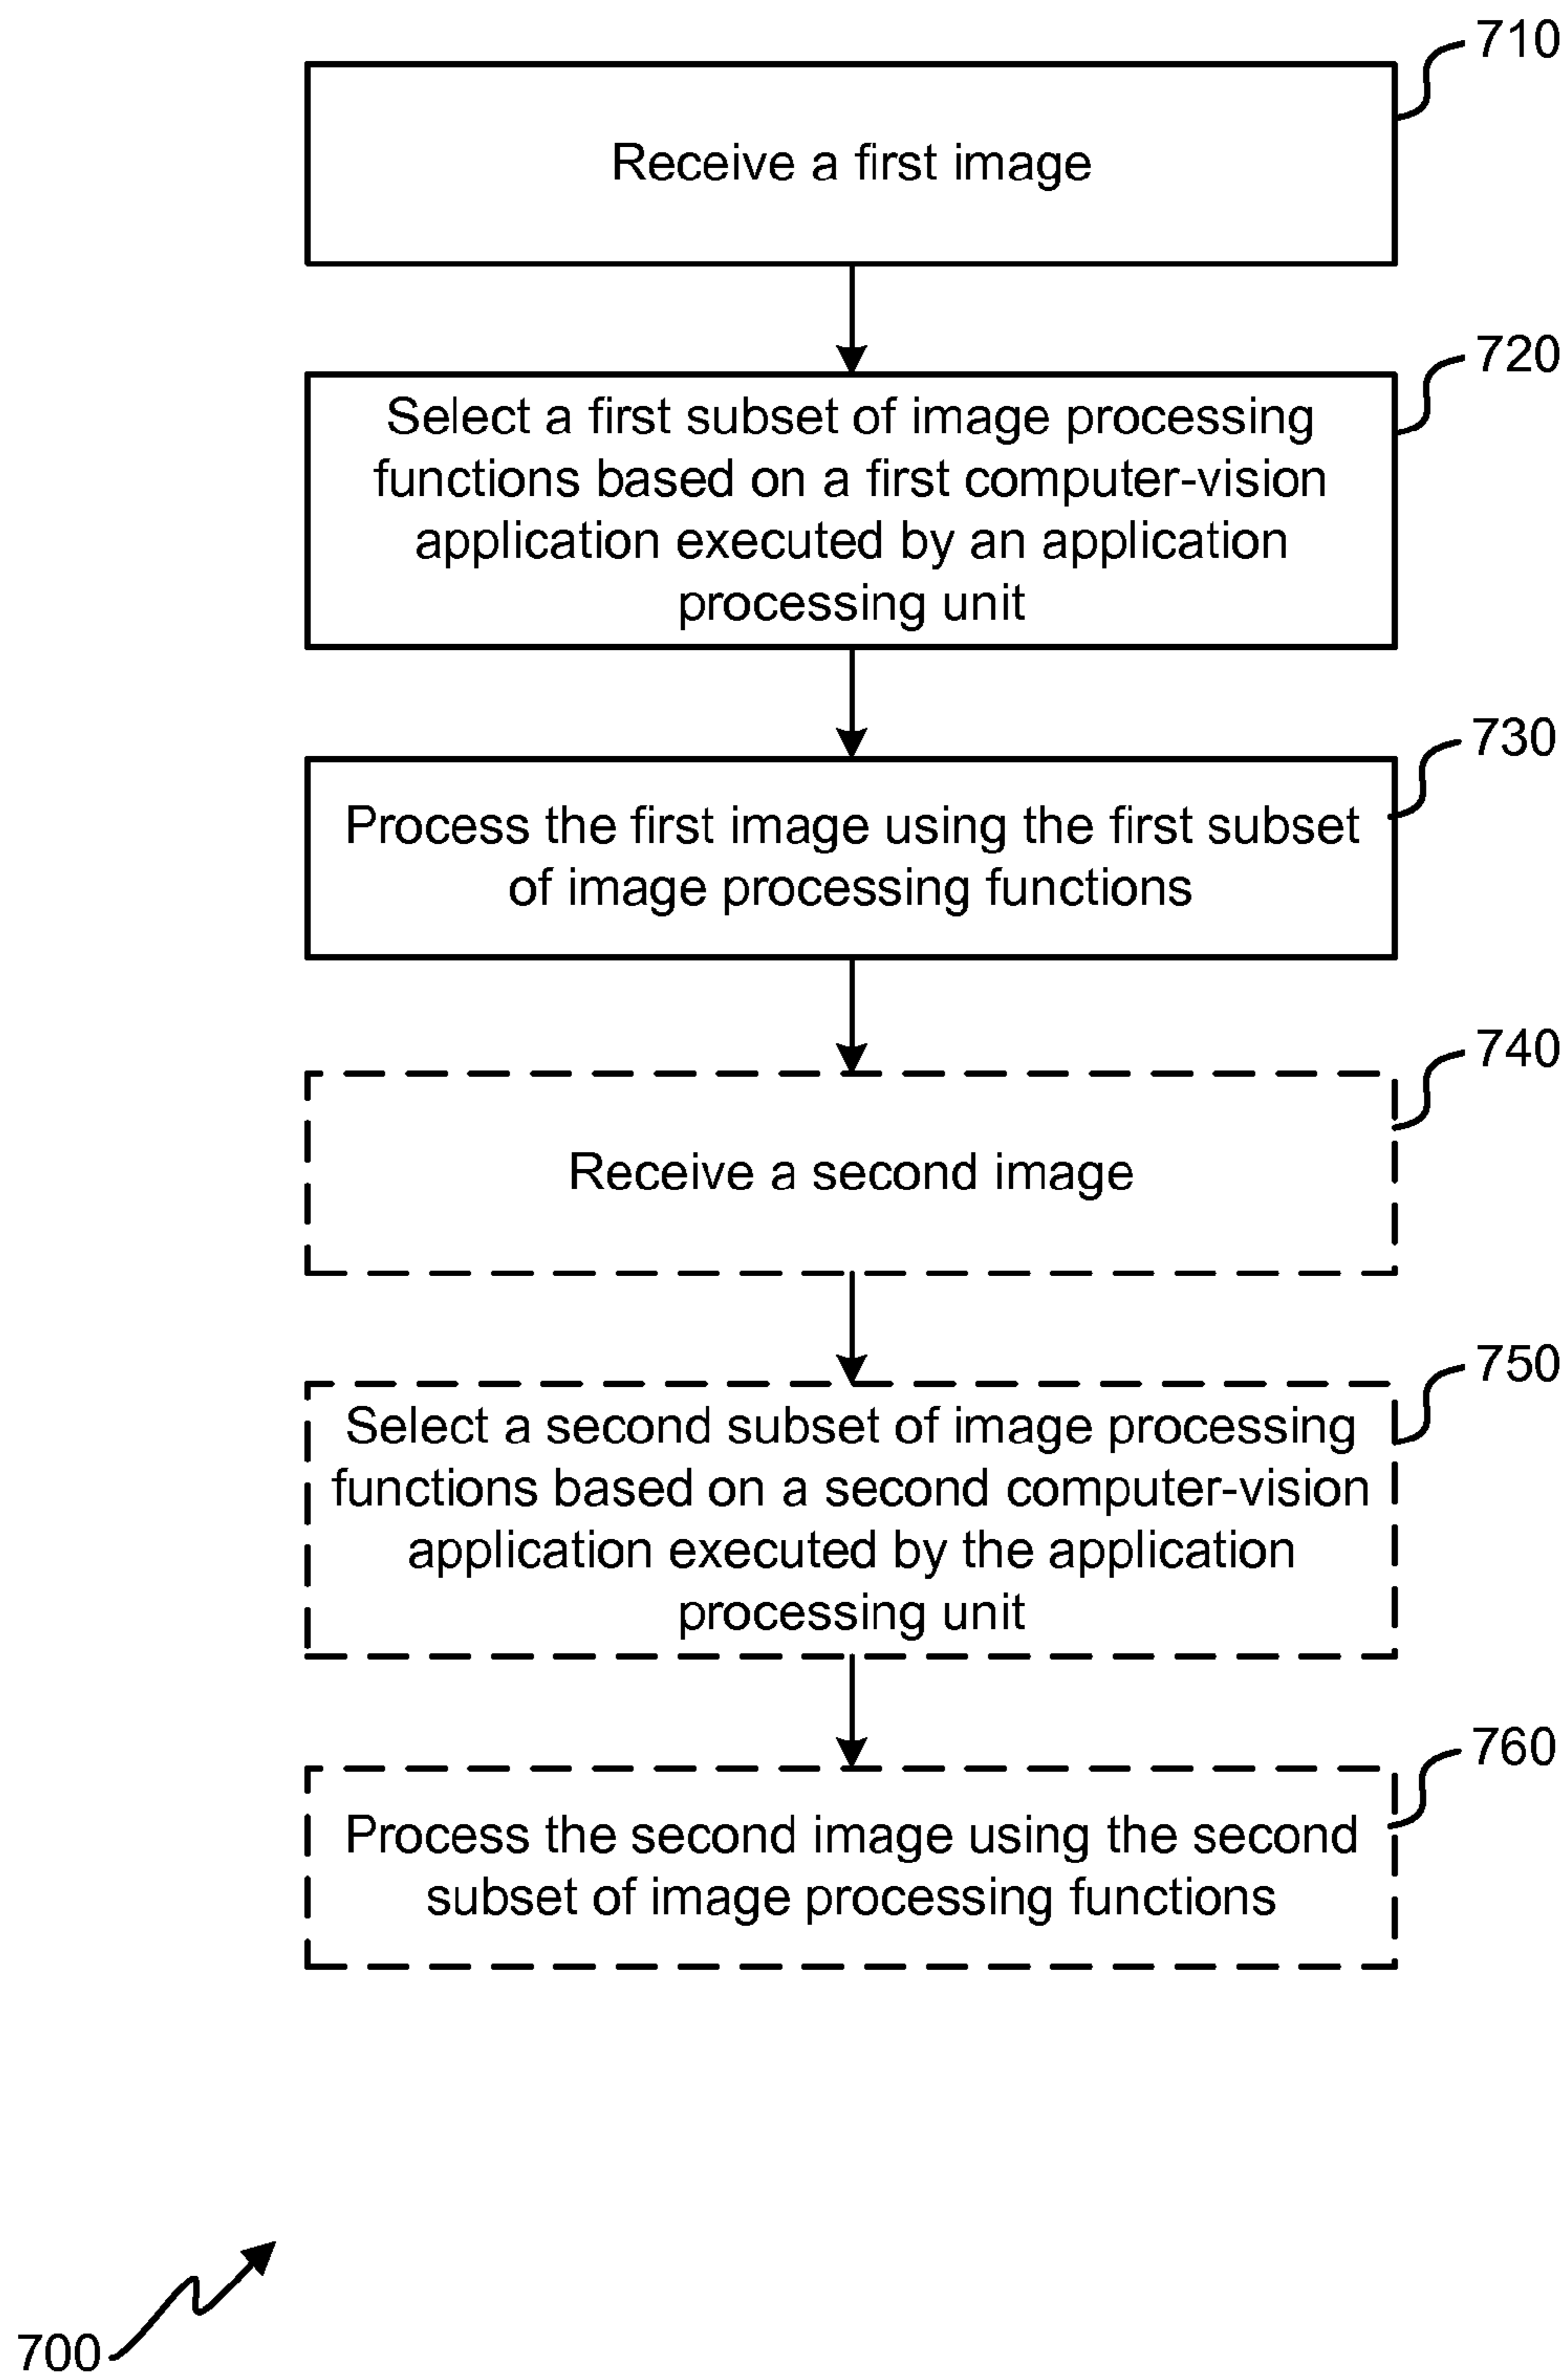 710
Receive a first image
720
Select a first subset of image processing
functions based on a first computer-vision
application executed by an application
processing unit
730
Process the first image using the first subset
of image processing functions
740
Receive a second image
750
Select a second subset of image processing
functions based on a second computer-vision
application executed by the application
processing unit
760
Process the second image using the second
subset of image processing functions
700